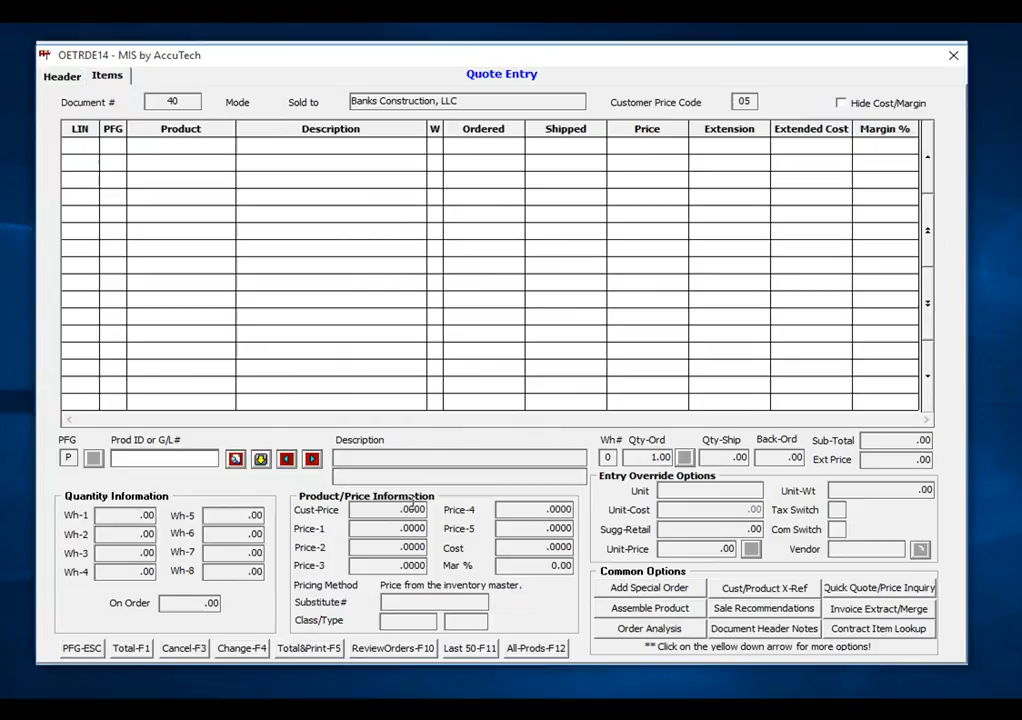 OETRDE14 - MIS by AccuTech
Header Items
Quote Entry
Document # 40 Mode Sold to Banks Construction, LLC Customer Price Code 05 Hide Cost/Margin
LIN PFG Product Description W Ordered Shipped Price Extension Extended Cost Margin %
PFG Prod ID or G/L# Description Wh# Qty-Ord Qty-Ship Back-Ord Sub-Total .00
P 0 1.00 .00 .00 Ext Price .00
Entry Override Options
Unit Unit-Wt .00
Unit-Cost .00 Tax Switch
Sugg-Retail .00 Com Switch
Unit-Price .00 Vendor
Quantity Information
Wh-1 .00 Wh-5 .00
Wh-2 .00 Wh-6 .00
Wh-3 .00 Wh-7 .00
Wh-4 .00 Wh-8 .00
On Order .00
Product/Price Information
Cust-Price .0000 Price-4 .0000
Price-1 .0000 Price-5 .0000
Price-2 .0000 Cost .0000
Price-3 .0000 Mar % 0.00
Pricing Method Price from the inventory master.
Substitute#
Class/Type
Common Options
Add Special Order Cust/Product X-Ref Quick Quote/Price Inquiry
Assemble Product Sale Recommendations Invoice Extract/Merge
Order Analysis Document Header Notes Contract Item Lookup
** Click on the yellow down arrow for more options!
PFG-ESC Total-F1 Cancel-F3 Change-F4 Total&Print-F5 ReviewOrders-F10 Last 50-F11 All-Prods-F12